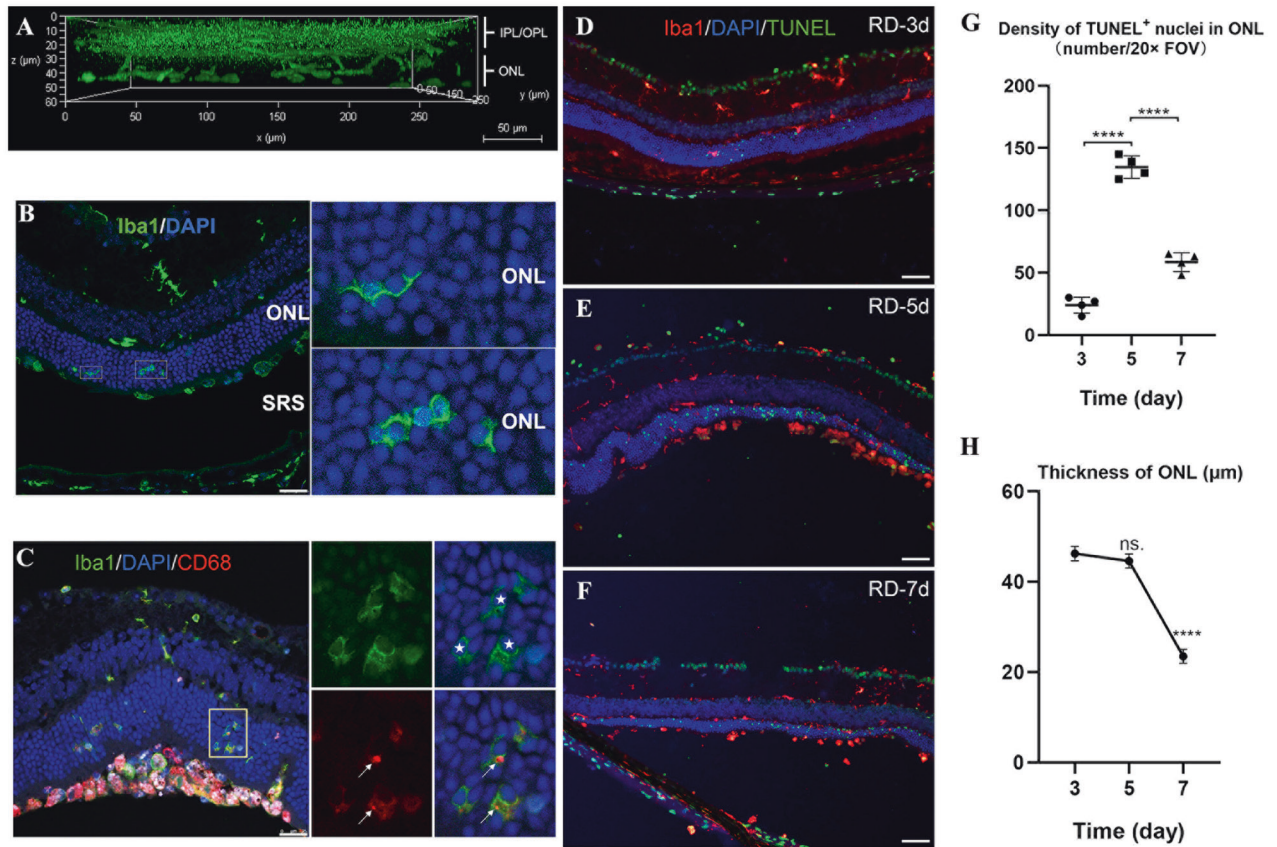 A
0
10
20
z (µm) 30
40
50
60
IPL/OPL
ONL
0 50 150 250
y (µm)
0 50 100 150 200 250
x (µm)
50 µm
B
Iba1/DAPI
ONL
SRS
ONL
ONL
C
Iba1/DAPI/CD68
D
Iba1/DAPI/TUNEL
RD-3d
E
RD-5d
F
RD-7d
G
Density of TUNEL⁺ nuclei in ONL
(number/20× FOV)
200
150
100
50
0
****
****
3 5 7
Time (day)
H
Thickness of ONL (µm)
60
40
20
0
ns.
****
3 5 7
Time (day)